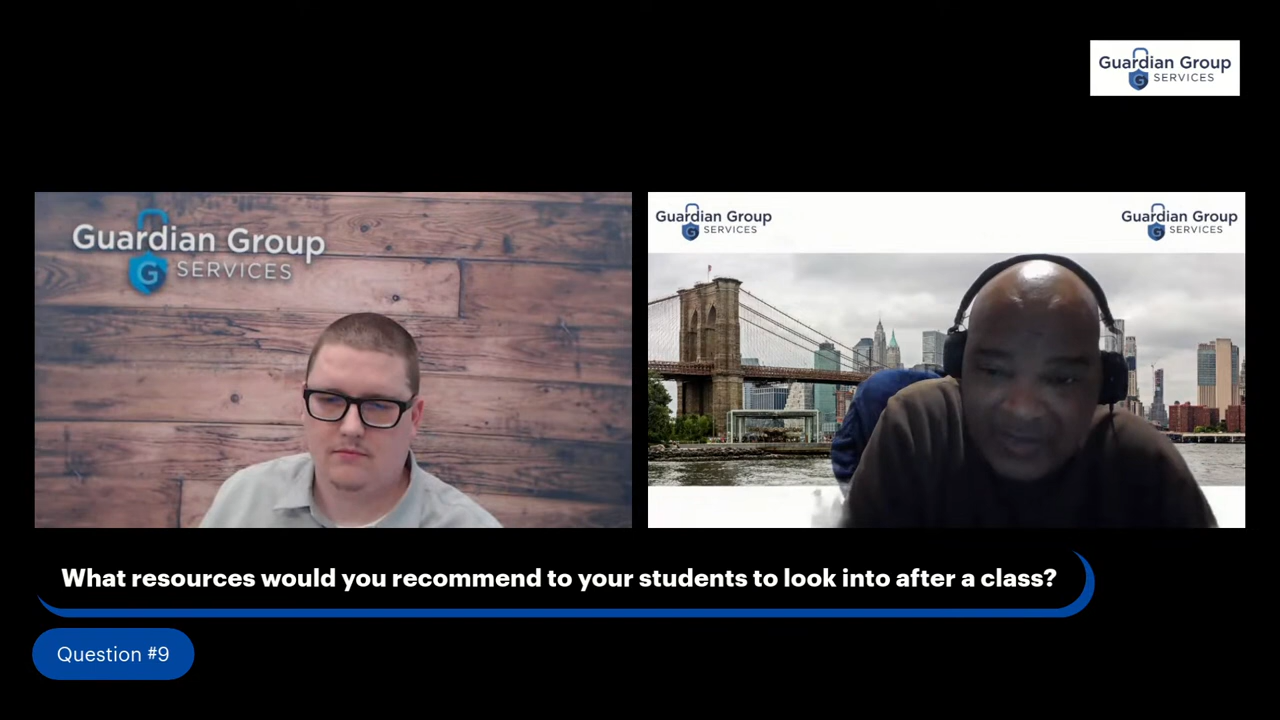 Guardian Group
SERVICES
Guardian Group
G SERVICES
Guardian Group
G SERVICES
Guardian Group
G SERVICES
What resources would you recommend to your students to look into after a class?
Question #9